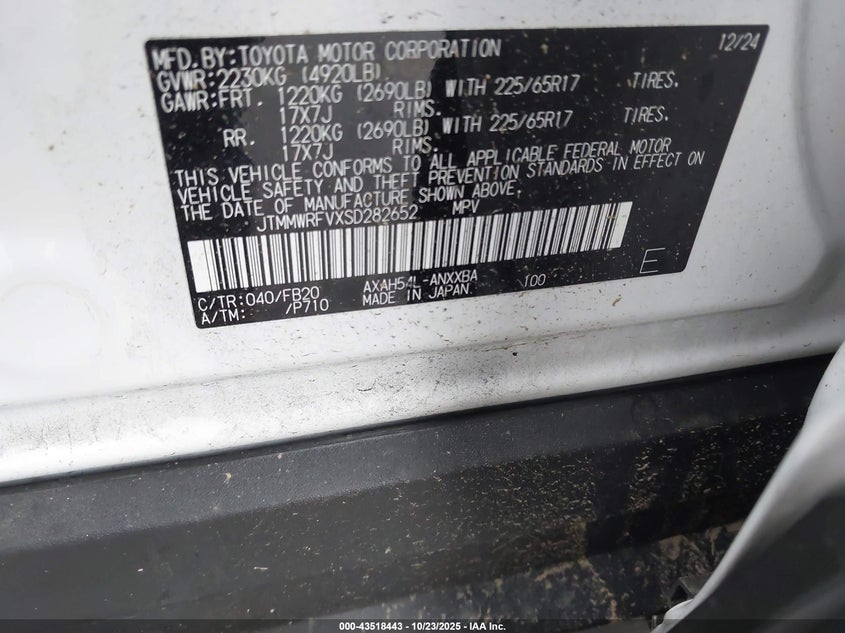 MFD.BY:TOYOTA MOTOR CORPORATION 12/24
GVWR:2230KG (4920LB)
GAWR:FRT. 1220KG (2690LB) WITH 225/65R17 TIRES.
17X7J RIMS.
RR. 1220KG (2690LB) WITH 225/65R17 TIRES.
17X7J RIMS.
THIS VEHICLE CONFORMS TO ALL APPLICABLE FEDERAL MOTOR
VEHICLE SAFETY AND THEFT PREVENTION STANDARDS IN EFFECT ON
THE DATE OF MANUFACTURE SHOWN ABOVE.
JTMMWRFVXSD282652 MPV
E
C/TR:040/FB20 AXAH54L-ANXXBA 100
A/TM: /P710 MADE IN JAPAN.
000-43518443 - 10/23/2025 - IAA Inc.